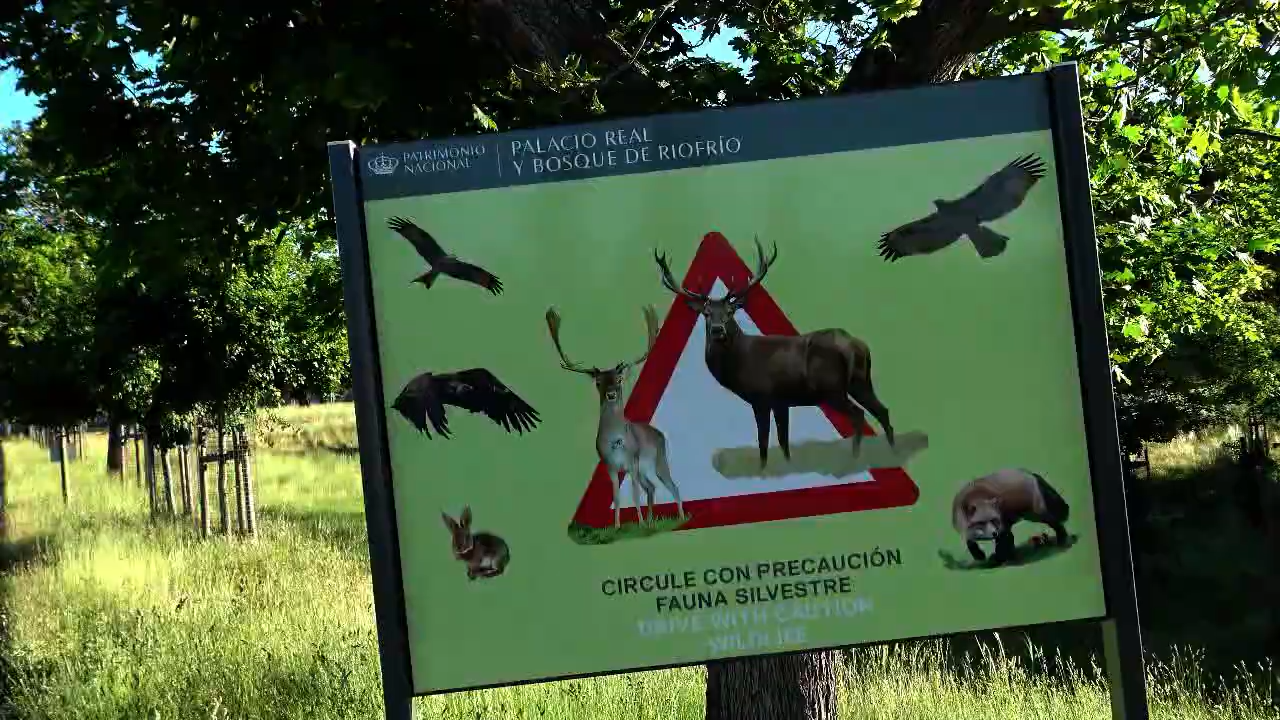 PATRIMONIO
NACIONAL
PALACIO REAL
Y BOSQUE DE RIOFRÍO
CIRCULE CON PRECAUCIÓN
FAUNA SILVESTRE
DRIVE WITH CAUTION
WILDLIFE